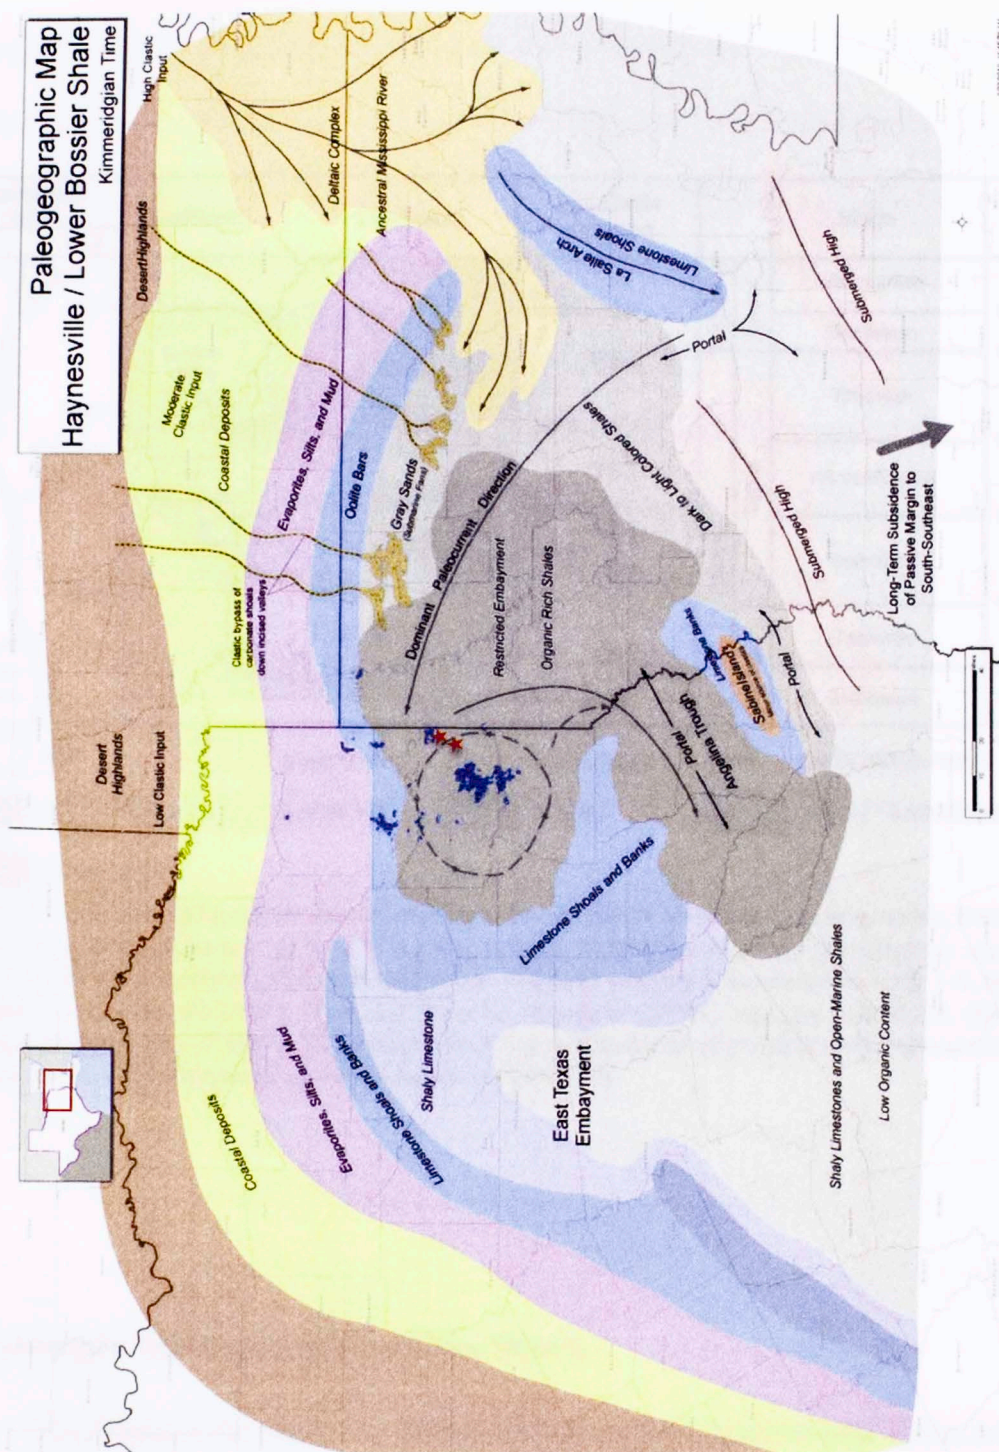 Paleogeographic Map
Haynesville / Lower Bossier Shale
Kimmeridgian Time
High Clastic
Input
Desert Highlands
Deltaic Complex
Ancestral Mississippi River
Moderate
Clastic Input
Coastal Deposits
Evaporites, Silts, and Mud
Oolite Bars
Gray Sands
(Submarine Fans)
La Salle Arch
Limestone Shoals
Submerged High
Portal
Dominant Paleocurrent Direction
Dark to Light Colored Shales
Restricted Embayment
Organic Rich Shales
Submerged High
Long-Term Subsidence
of Passive Margin to
South-Southeast
Clastic bypass of
carbonate shoals
down incised valleys
Limestone Banks
Sabine Island
Portal
Portal
Angelina Trough
Desert
Highlands
Low Clastic Input
Limestone Shoals and Banks
Coastal Deposits
Evaporites, Silts, and Mud
Limestone Shoals and Banks
Shaly Limestone
East Texas
Embayment
Shaly Limestones and Open-Marine Shales
Low Organic Content